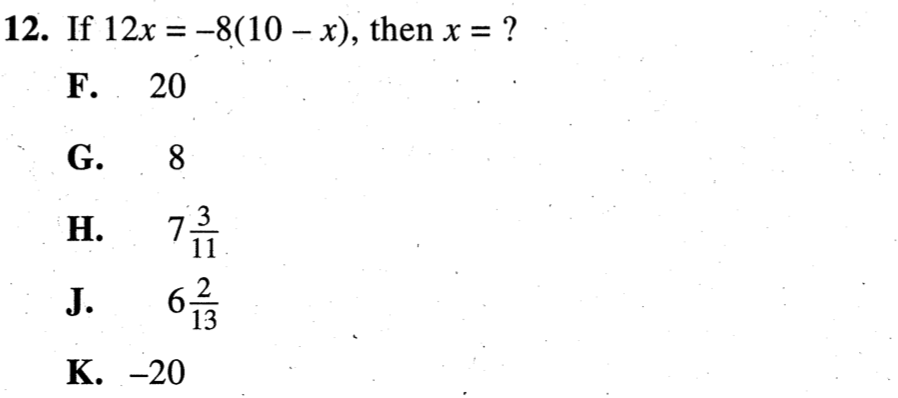 12. If 12x = –8(10 – x), then x = ?
F. 20
G. 8
H. 7 3/11
J. 6 2/13
K. –20